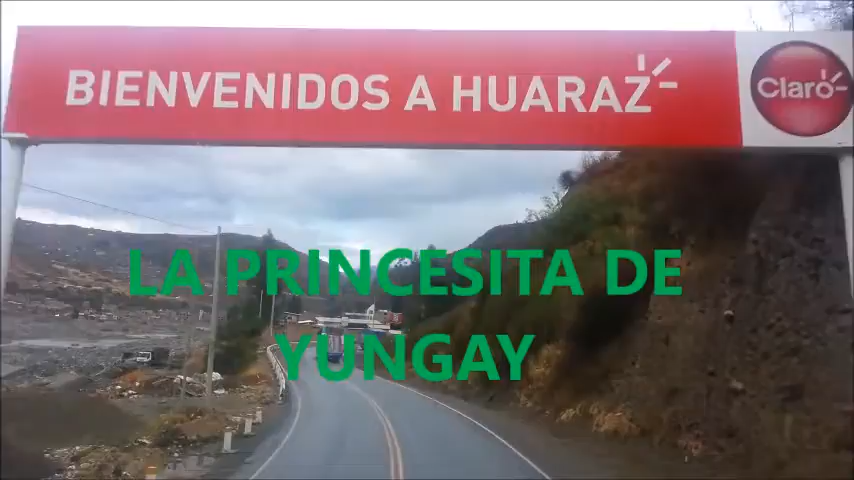 BIENVENIDOS A HUARAZ
Claro
LA PRINCESITA DE
YUNGAY